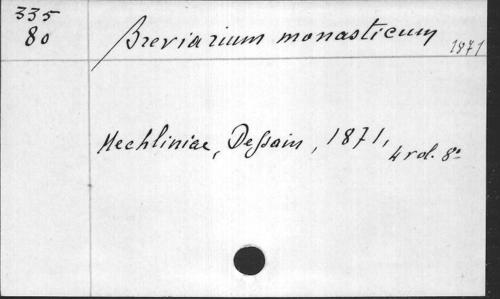 335
80
Breviarium monasticum
1871
Mechliniae, Dessain, 1871,
4 vol. 8°